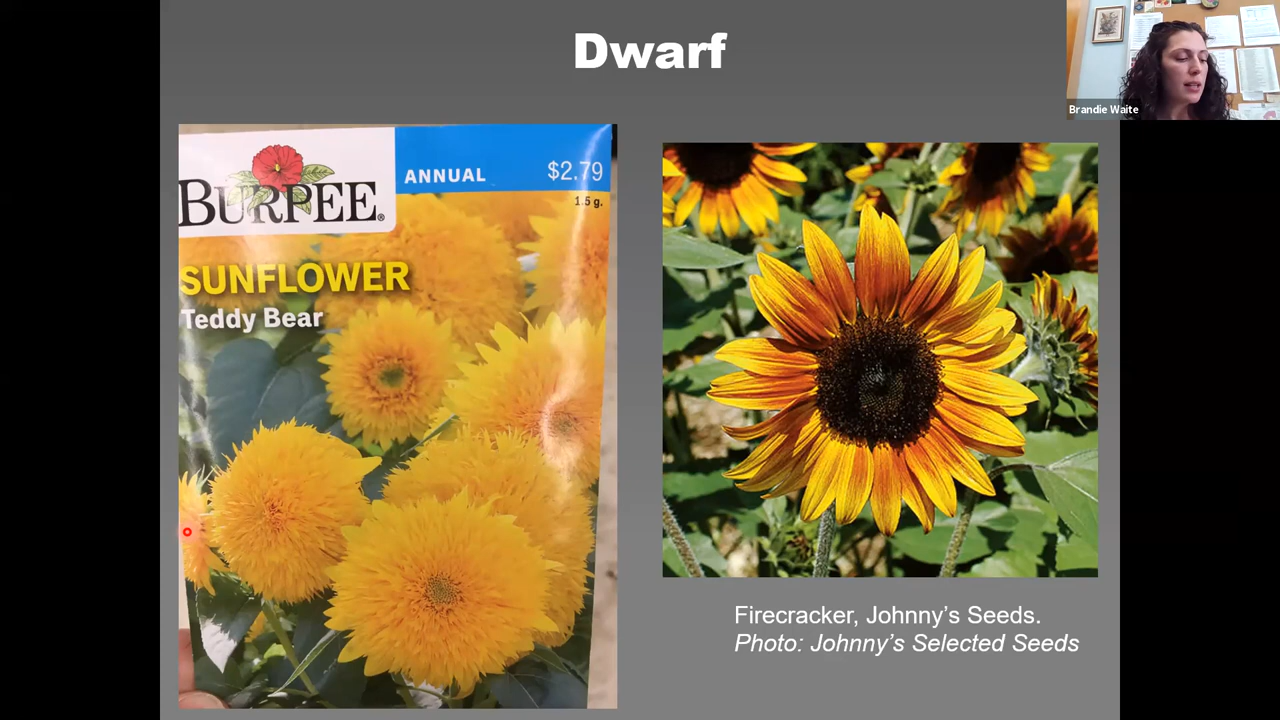 Dwarf
Brandie Waite
BURPEE®
ANNUAL
$2.79
1.5 g.
SUNFLOWER
Teddy Bear
Firecracker, Johnny's Seeds.
Photo: Johnny's Selected Seeds